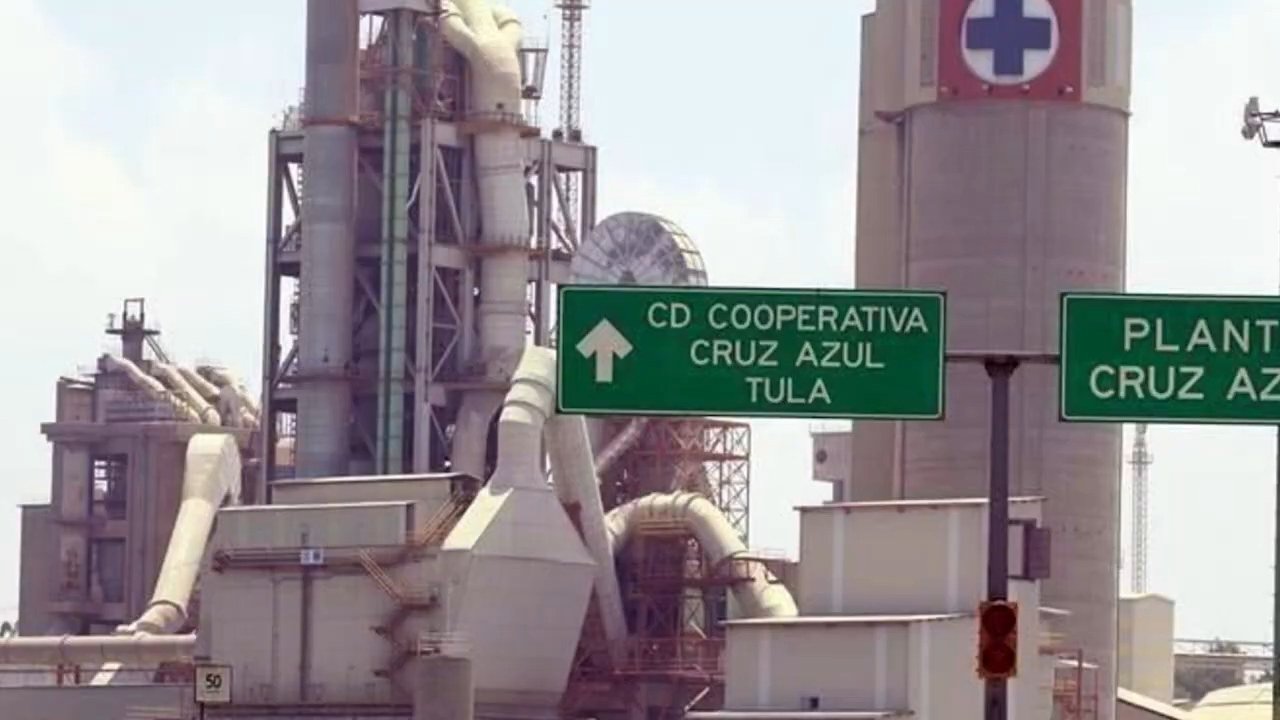 CD COOPERATIVA
CRUZ AZUL
TULA
PLANT
CRUZ AZ
50